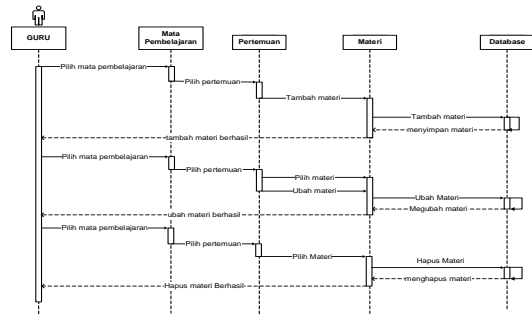 GURU
Mata
Pembelajaran
Pertemuan
Materi
Database
Pilih mata pembelajaran
Pilih pertemuan
Tambah materi
Tambah materi
menyimpan materi
tambah materi berhasil
Pilih mata pembelajaran
Pilih pertemuan
Pilih materi
Ubah materi
Ubah Materi
Megubah materi
ubah materi berhasil
Pilih mata pembelajaran
Pilih pertemuan
Pilih Materi
Hapus Materi
menghapus materi
Hapus materi Berhasil